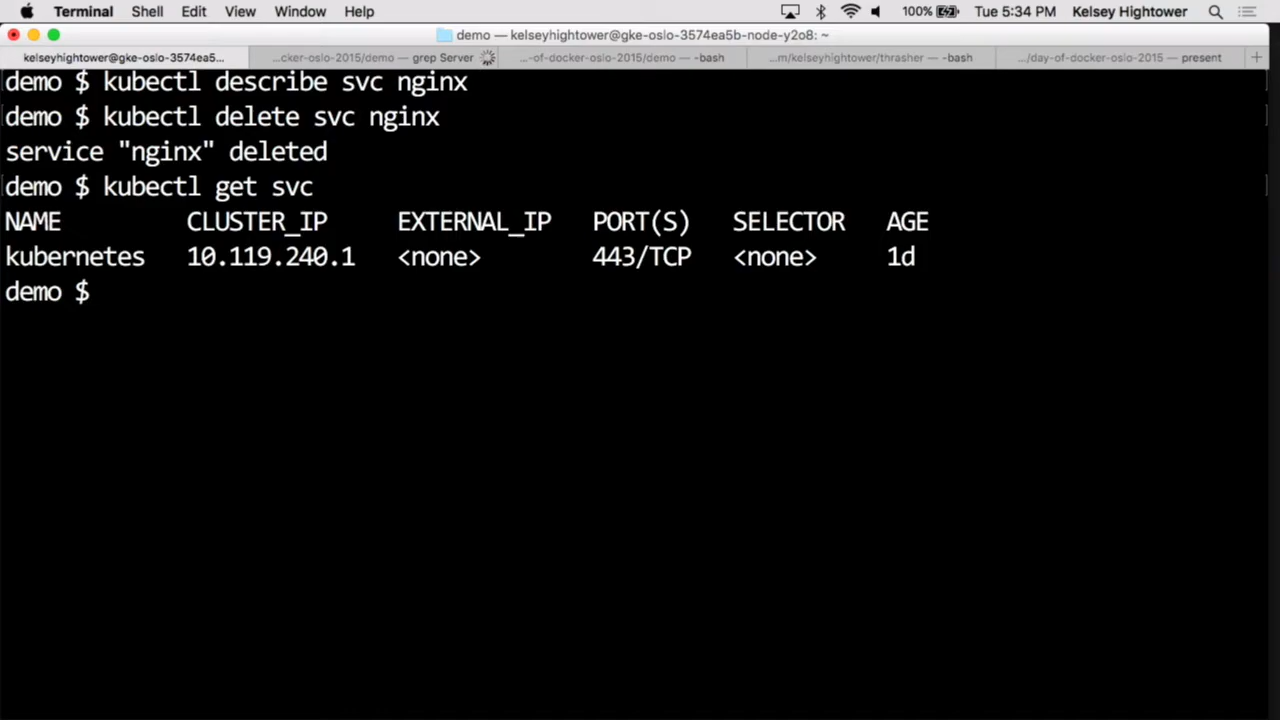 Terminal Shell Edit View Window Help 100% Tue 5:34 PM Kelsey Hightower
demo — kelseyhightower@gke-oslo-3574ea5b-node-y2o8: ~
kelseyhightower@gke-oslo-3574ea5... ...cker-oslo-2015/demo — grep Server ...-of-docker-oslo-2015/demo — -bash ...m/kelseyhightower/thrasher — -bash .../day-of-docker-oslo-2015 — present +
demo $ kubectl describe svc nginx
demo $ kubectl delete svc nginx
service "nginx" deleted
demo $ kubectl get svc
NAME CLUSTER_IP EXTERNAL_IP PORT(S) SELECTOR AGE
kubernetes 10.119.240.1 <none> 443/TCP <none> 1d
demo $